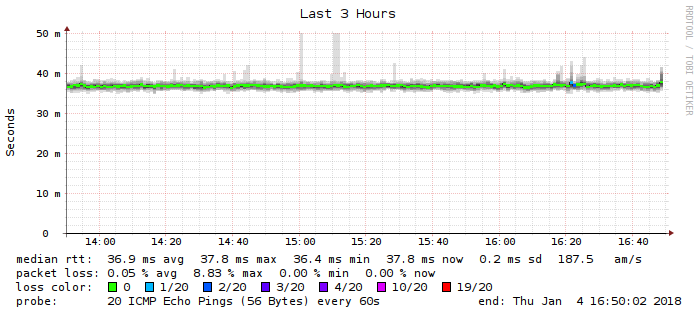 Last 3 Hours
RRDTOOL / TOBI OETIKER
Seconds
50 m
40 m
30 m
20 m
10 m
0
14:00 14:20 14:40 15:00 15:20 15:40 16:00 16:20 16:40
median rtt: 36.9 ms avg 37.8 ms max 36.4 ms min 37.8 ms now 0.2 ms sd 187.5 am/s
packet loss: 0.05 % avg 8.83 % max 0.00 % min 0.00 % now
loss color: 0 1/20 2/20 3/20 4/20 10/20 19/20
probe: 20 ICMP Echo Pings (56 Bytes) every 60s end: Thu Jan 4 16:50:02 2018